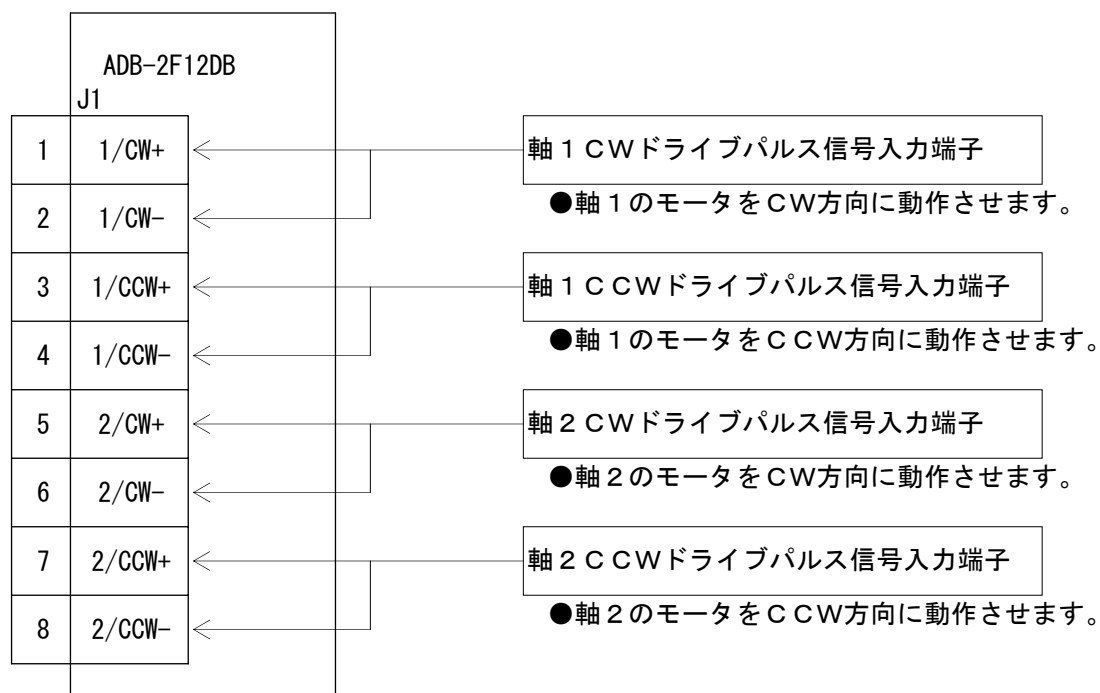 ADB-2F12DB
J1
1 1/CW+ 軸１CWドライブパルス信号入力端子
●軸１のモータをCW方向に動作させます。
2 1/CW-
3 1/CCW+ 軸１ＣＣＷドライブパルス信号入力端子
●軸１のモータをＣＣＷ方向に動作させます。
4 1/CCW-
5 2/CW+ 軸２CWドライブパルス信号入力端子
●軸２のモータをCW方向に動作させます。
6 2/CW-
7 2/CCW+ 軸２ＣＣＷドライブパルス信号入力端子
●軸２のモータをＣＣＷ方向に動作させます。
8 2/CCW-